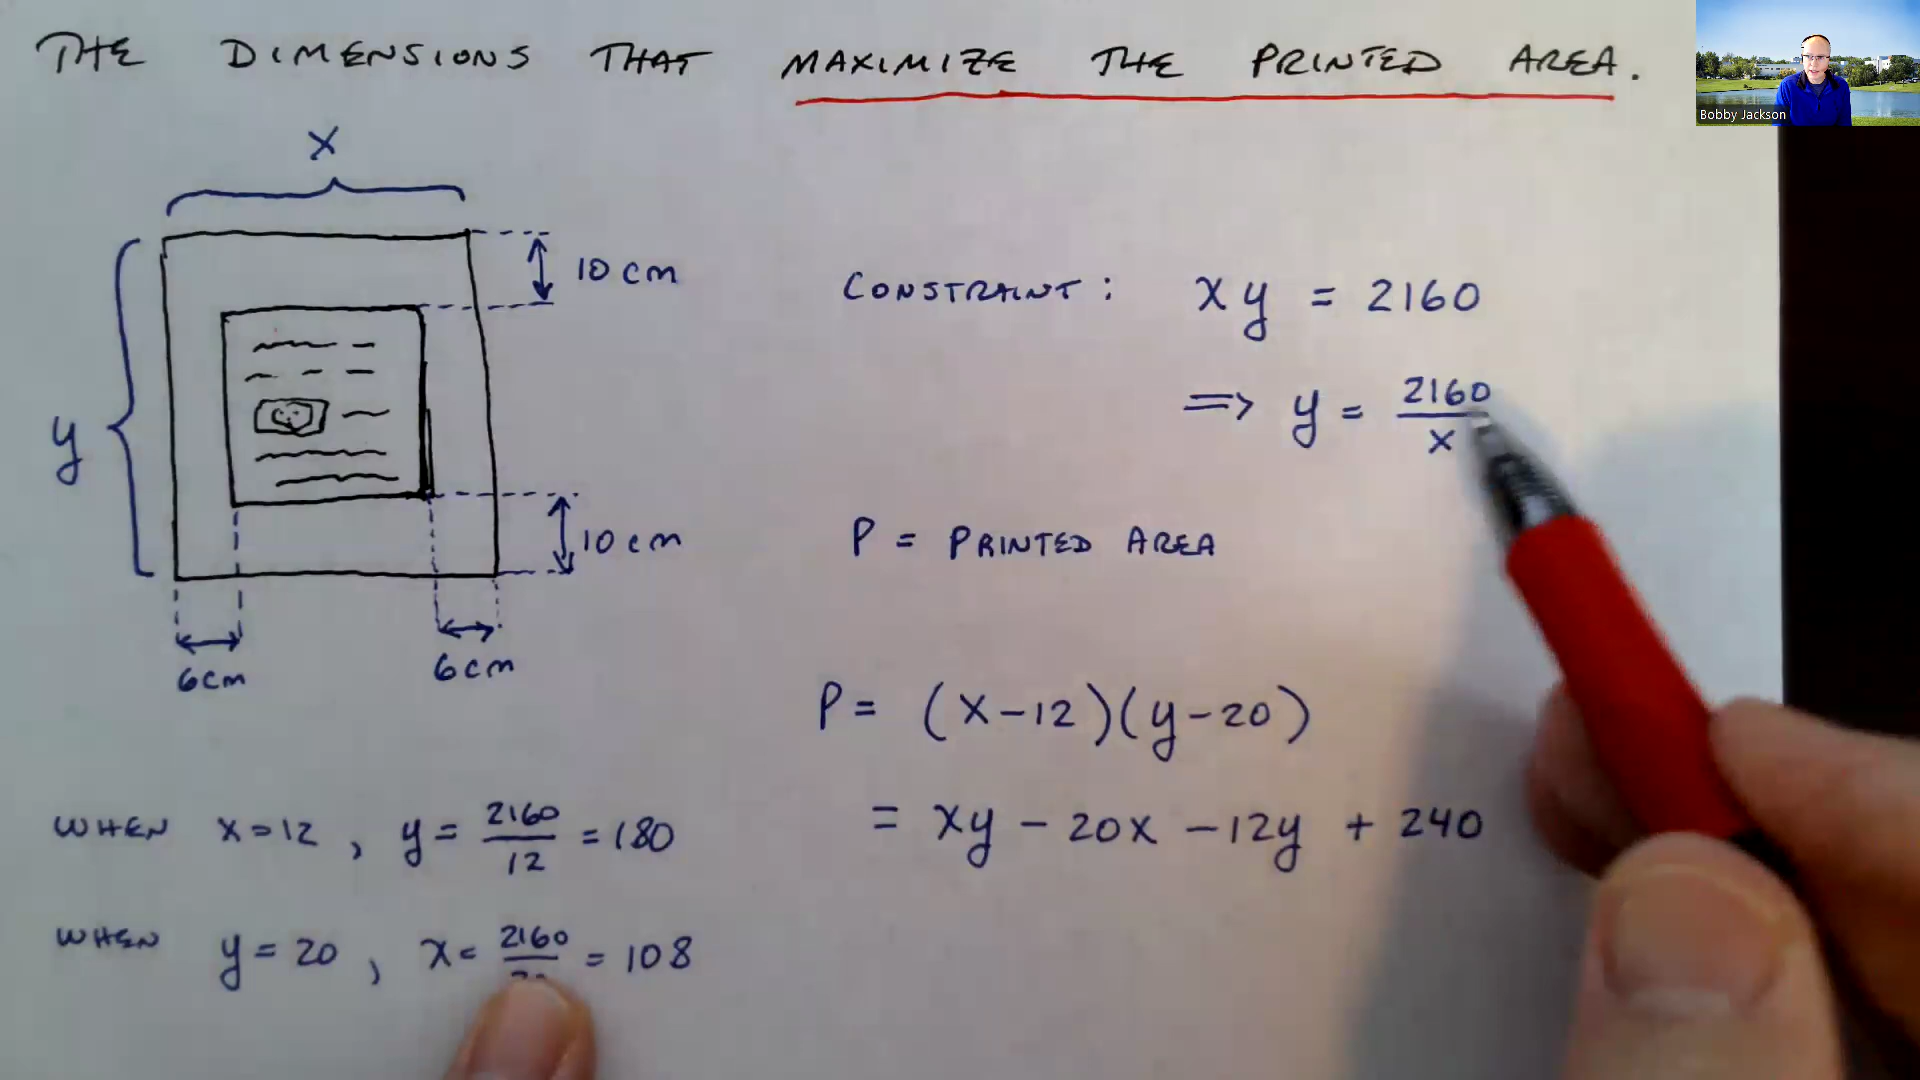 THE DIMENSIONS THAT MAXIMIZE THE PRINTED AREA.
Bobby Jackson
x
10 cm
y
10 cm
6cm
6cm
CONSTRAINT: xy = 2160
⇒ y = 2160/x
P = PRINTED AREA
P = (x-12)(y-20)
= xy - 20x - 12y + 240
WHEN x=12, y = 2160/12 = 180
WHEN y = 20, x = 2160/ = 108